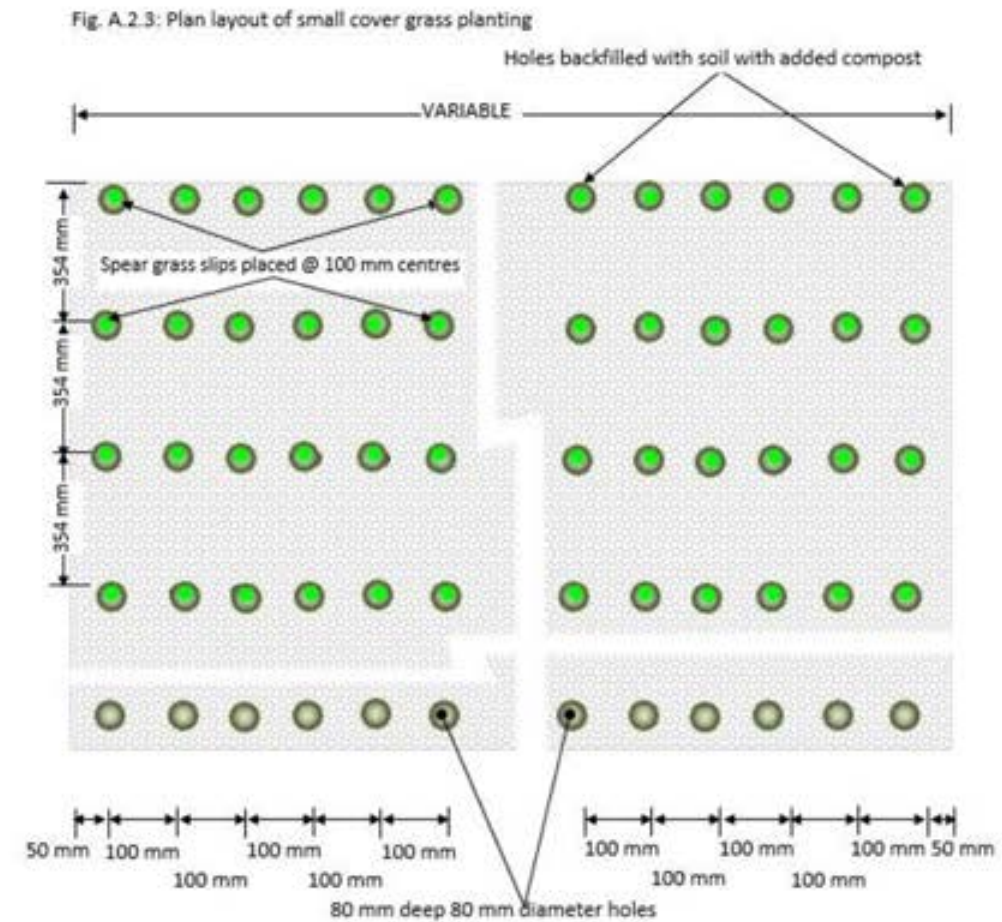 Fig. A.2.3: Plan layout of small cover grass planting
Holes backfilled with soil with added compost
VARIABLE
354 mm
Spear grass slips placed @ 100 mm centres
354 mm
354 mm
50 mm 100 mm 100 mm 100 mm 100 mm 100 mm 100 mm 50 mm
100 mm 100 mm 100 mm 100 mm
80 mm deep 80 mm diameter holes